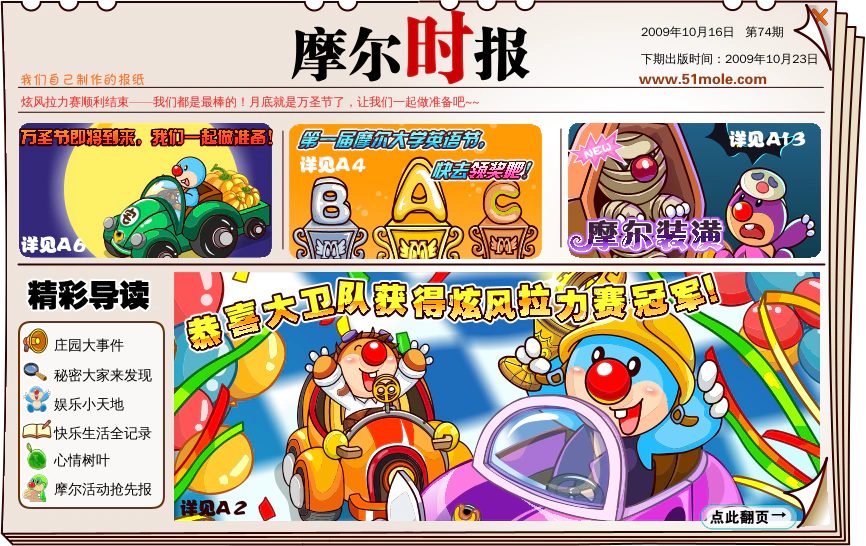 摩尔时报
2009年10月16日 第74期
下期出版时间：2009年10月23日
我们自己制作的报纸
www.51mole.com
炫风拉力赛顺利结束——我们都是最棒的！月底就是万圣节了，让我们一起做准备吧~~
万圣节即将到来，我们一起做准备！
详见A6
第一届摩尔大学英语节，
详见A4
快去领奖吧！
B A C
NEW
详见A13
摩尔装潢
精彩导读
庄园大事件
秘密大家来发现
娱乐小天地
快乐生活全记录
心情树叶
摩尔活动抢先报
恭喜大卫队获得炫风拉力赛冠军！
详见A2
点此翻页→